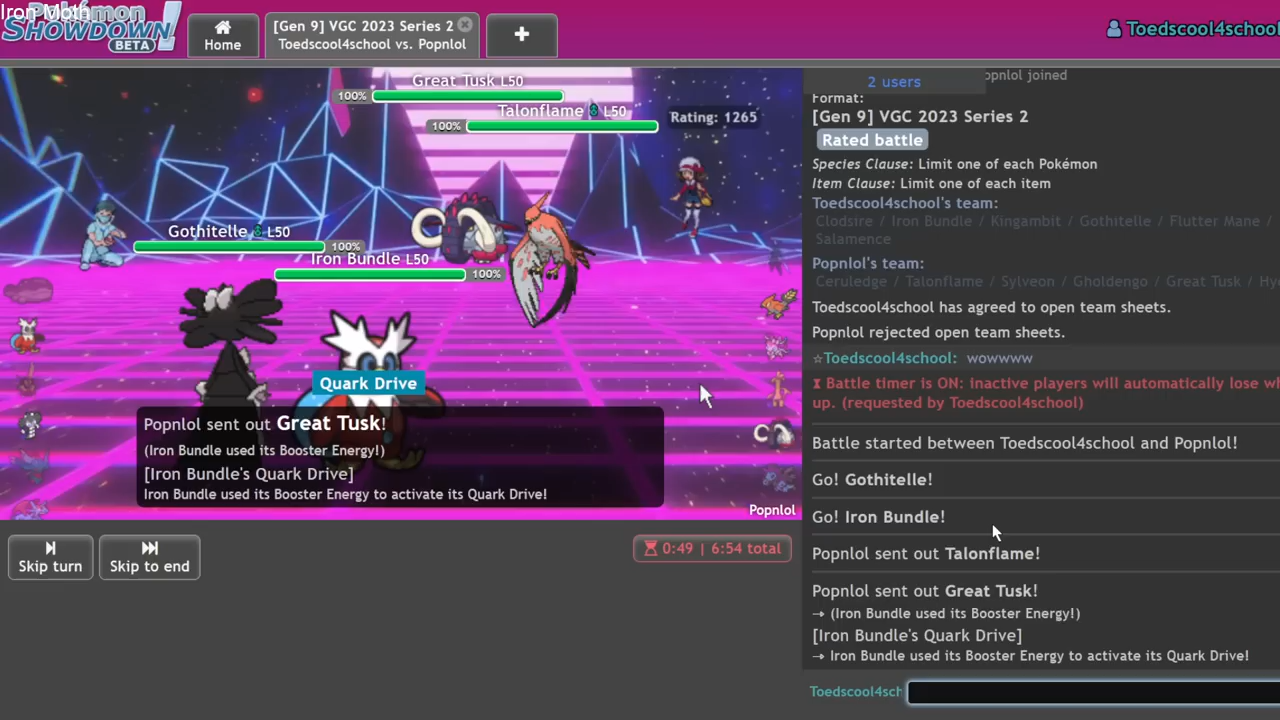 Iron Moth
Pokémon
SHOWDOWN!
BETA
Home
[Gen 9] VGC 2023 Series 2
Toedscool4school vs. Popnlol
Toedscool4school
Great Tusk L50
100%
Talonflame L50
100%
Rating: 1265
Gothitelle L50
100%
Iron Bundle L50
100%
Quark Drive
Popnlol sent out Great Tusk!
(Iron Bundle used its Booster Energy!)
[Iron Bundle's Quark Drive]
Iron Bundle used its Booster Energy to activate its Quark Drive!
Popnlol
Skip turn
Skip to end
0:49 | 6:54 total
2 users
opnlol joined
Format:
[Gen 9] VGC 2023 Series 2
Rated battle
Species Clause: Limit one of each Pokémon
Item Clause: Limit one of each item
Toedscool4school's team:
Clodsire / Iron Bundle / Kingambit / Gothitelle / Flutter Mane /
Salamence
Popnlol's team:
Ceruledge / Talonflame / Sylveon / Gholdengo / Great Tusk / Hy
Toedscool4school has agreed to open team sheets.
Popnlol rejected open team sheets.
☆Toedscool4school: wowwww
Battle timer is ON: inactive players will automatically lose w
up. (requested by Toedscool4school)
Battle started between Toedscool4school and Popnlol!
Go! Gothitelle!
Go! Iron Bundle!
Popnlol sent out Talonflame!
Popnlol sent out Great Tusk!
→ (Iron Bundle used its Booster Energy!)
[Iron Bundle's Quark Drive]
→ Iron Bundle used its Booster Energy to activate its Quark Drive!
Toedscool4sch